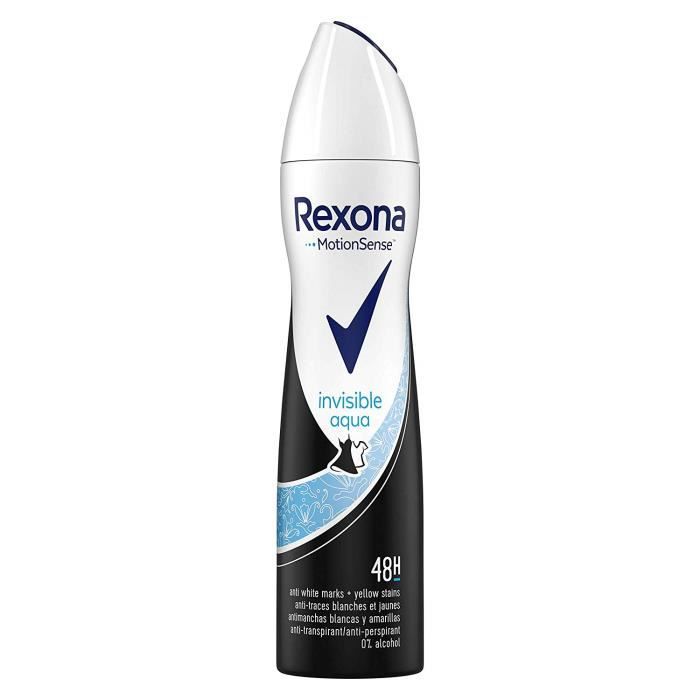 Rexona
MotionSense™
invisible
aqua
48H
anti white marks + yellow stains
anti-traces blanches et jaunes
antimanchas blancas y amarillas
anti-transpirant/anti-perspirant
0% alcohol